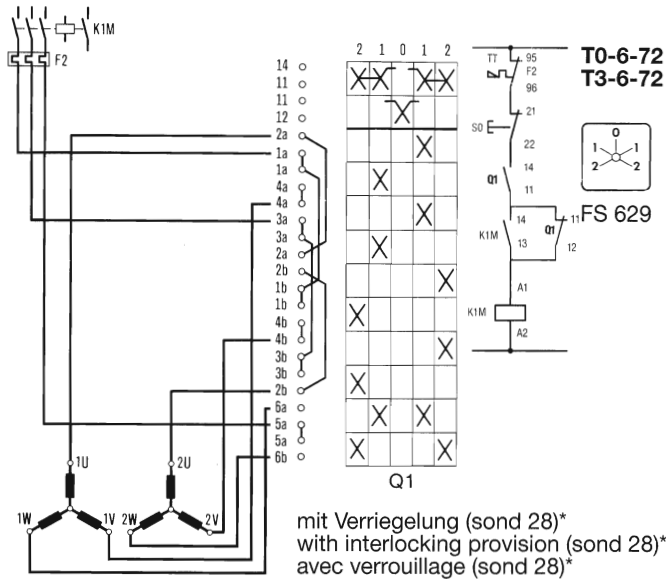 K1M
F2
14
11
11
12
2a
1a
1a
4a
4a
3a
3a
2a
2b
1b
1b
4b
4b
3b
3b
2b
6a
5a
5a
6b
1U
1W
1V
2U
2W
2V
2 1 0 1 2
Q1
TT
95
F2
96
21
S0
22
14
Q1
11
14
11
K1M
Q1
13
12
A1
K1M
A2
T0-6-72
T3-6-72
0
1 1
2 2
FS 629
mit Verriegelung (sond 28)*
with interlocking provision (sond 28)*
avec verrouillage (sond 28)*